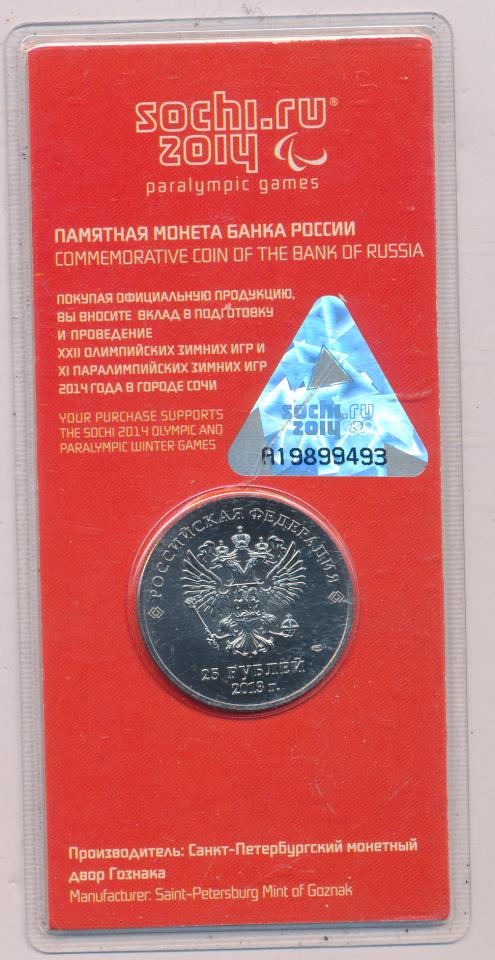 sochi.ru®
2014
paralympic games
ПАМЯТНАЯ МОНЕТА БАНКА РОССИИ
COMMEMORATIVE COIN OF THE BANK OF RUSSIA
ПОКУПАЯ ОФИЦИАЛЬНУЮ ПРОДУКЦИЮ,
ВЫ ВНОСИТЕ ВКЛАД В ПОДГОТОВКУ
И ПРОВЕДЕНИЕ
XXII ОЛИМПИЙСКИХ ЗИМНИХ ИГР И
XI ПАРАЛИМПИЙСКИХ ЗИМНИХ ИГР
2014 ГОДА В ГОРОДЕ СОЧИ
YOUR PURCHASE SUPPORTS
THE SOCHI 2014 OLYMPIC AND
PARALYMPIC WINTER GAMES
sochi.ru
2014
A19899493
РОССИЙСКАЯ ФЕДЕРАЦИЯ
25 РУБЛЕЙ
2013 г.
Производитель: Санкт-Петербургский монетный
двор Гознака
Manufacturer: Saint-Petersburg Mint of Goznak